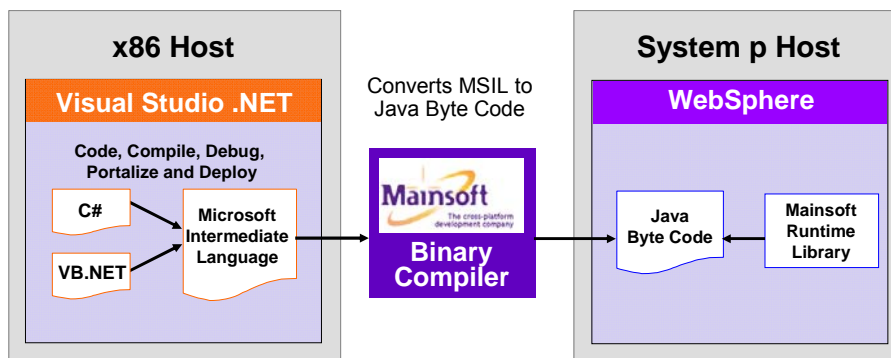 x86 Host
Visual Studio .NET
Code, Compile, Debug,
Portalize and Deploy
C#
VB.NET
Microsoft
Intermediate
Language
Converts MSIL to
Java Byte Code
Mainsoft
The cross-platform
development company
Binary
Compiler
System p Host
WebSphere
Java
Byte Code
Mainsoft
Runtime
Library